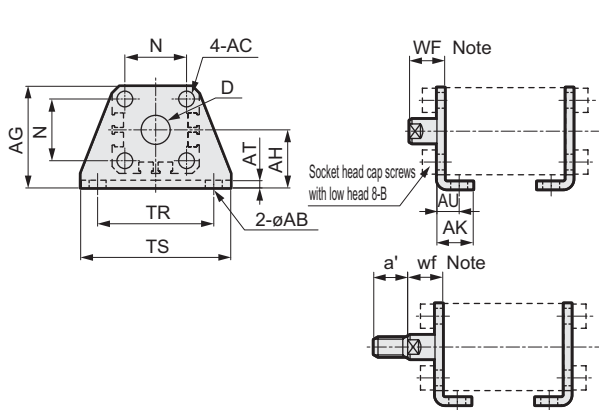 N
4-AC
D
AG
N
AT
AH
TR
2-øAB
TS
WF Note
Socket head cap screws
with low head 8-B
AU
AK
a' wf Note